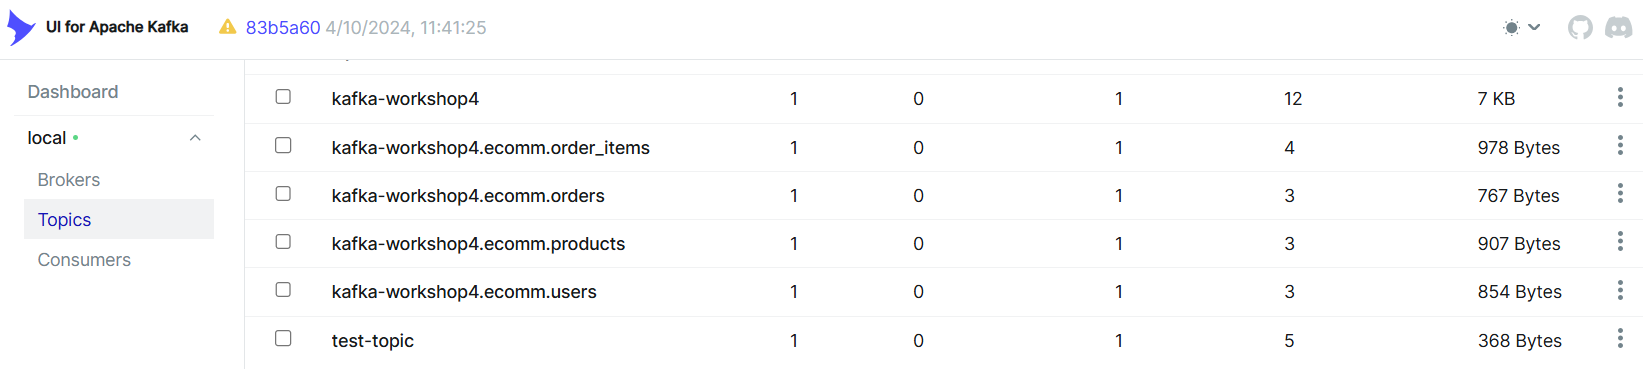 UI for Apache Kafka 83b5a60 4/10/2024, 11:41:25
Dashboard
local
Brokers
Topics
Consumers
kafka-workshop4 1 0 1 12 7 KB
kafka-workshop4.ecomm.order_items 1 0 1 4 978 Bytes
kafka-workshop4.ecomm.orders 1 0 1 3 767 Bytes
kafka-workshop4.ecomm.products 1 0 1 3 907 Bytes
kafka-workshop4.ecomm.users 1 0 1 3 854 Bytes
test-topic 1 0 1 5 368 Bytes